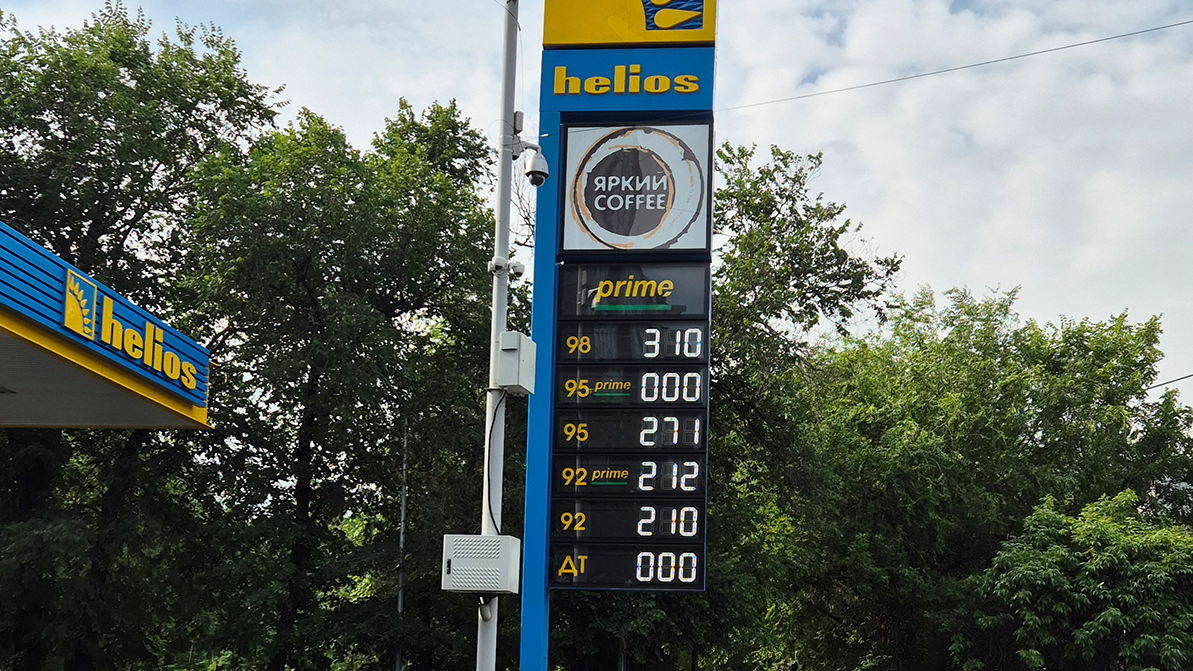 helios
ЯРКИЙ
COFFEE
prime
98 310
95 prime 000
95 271
92 prime 212
92 210
ДТ 000
helios